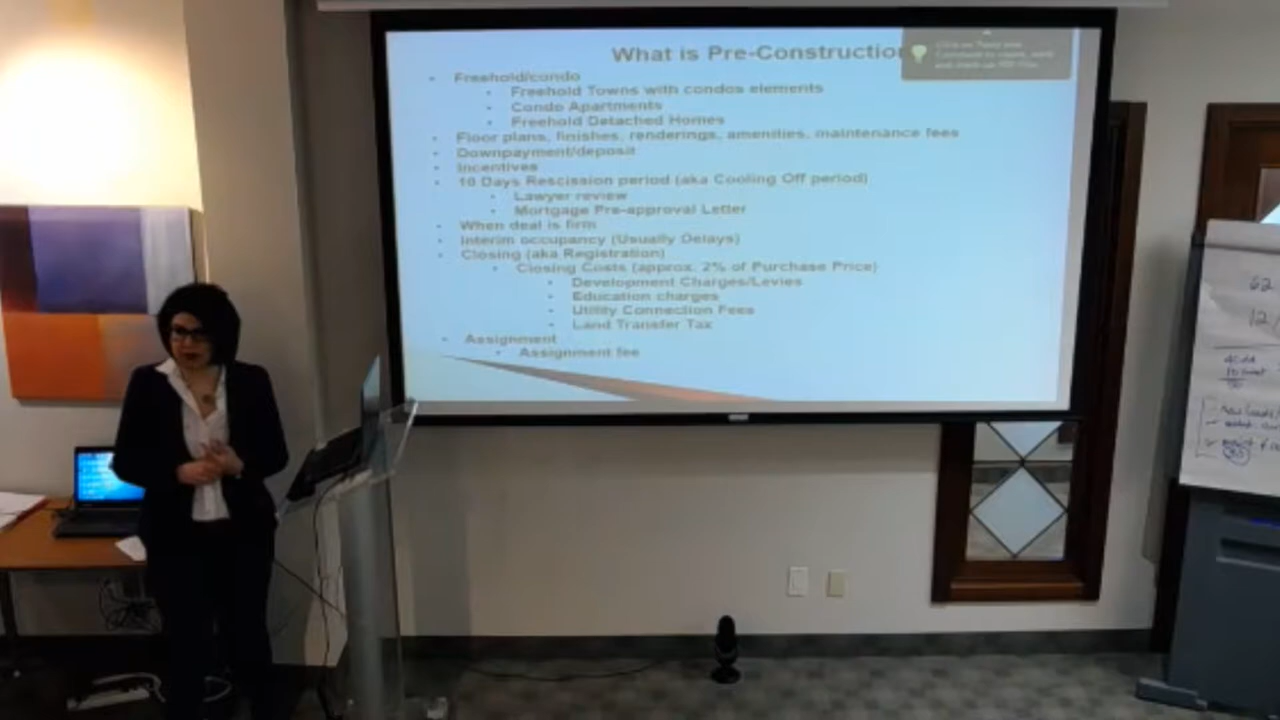 What is Pre-Construction
• Freehold/condo
• Freehold Towns with condos elements
• Condo Apartments
• Freehold Detached Homes
• Floor plans, finishes, renderings, amenities, maintenance fees
• Downpayment/deposit
• Incentives
• 10 Days Rescission period (aka Cooling Off period)
• Lawyer review
• Mortgage Pre-approval Letter
• When deal is firm
• Interim occupancy (Usually Delays)
• Closing (aka Registration)
• Closing Costs (approx. 2% of Purchase Price)
• Development Charges/Levies
• Education charges
• Utility Connection Fees
• Land Transfer Tax
• Assignment
• Assignment fee
62
12